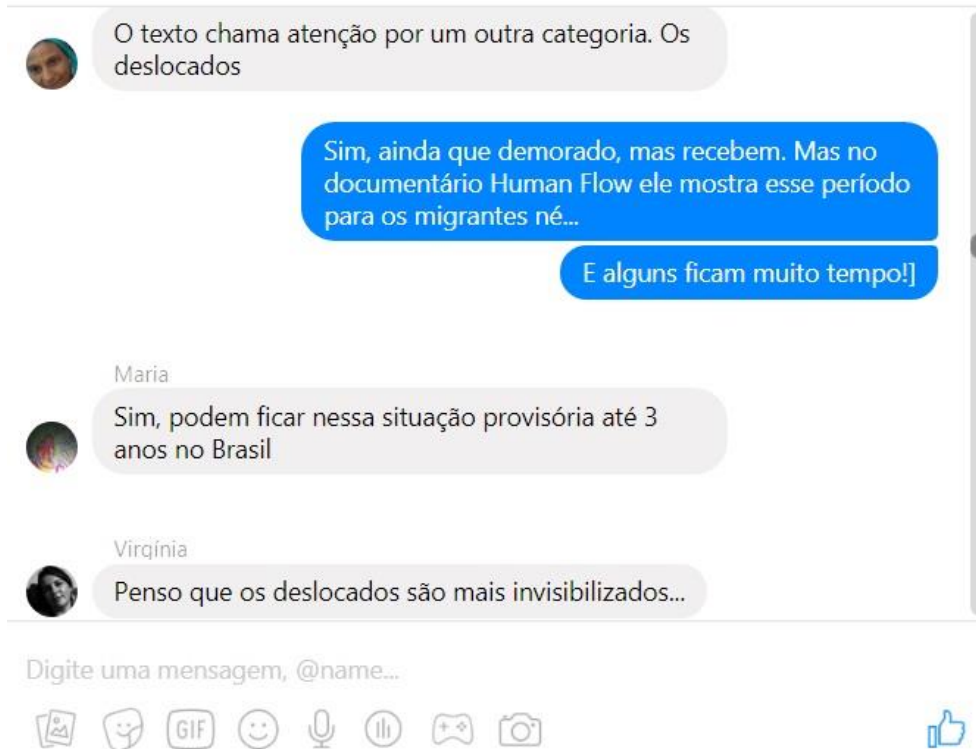 O texto chama atenção por um outra categoria. Os
deslocados
Sim, ainda que demorado, mas recebem. Mas no
documentário Human Flow ele mostra esse período
para os migrantes né...
E alguns ficam muito tempo!]
Maria
Sim, podem ficar nessa situação provisória até 3
anos no Brasil
Virgínia
Penso que os deslocados são mais invisibilizados...
Digite uma mensagem, @name...
GIF